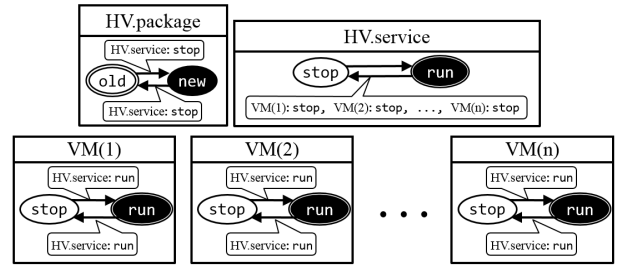 HV.package
HV.service: stop
old
new
HV.service: stop
HV.service
stop
run
VM(1): stop, VM(2): stop, ..., VM(n): stop
VM(1)
HV.service: run
stop
run
HV.service: run
VM(2)
HV.service: run
stop
run
HV.service: run
• • •
VM(n)
HV.service: run
stop
run
HV.service: run